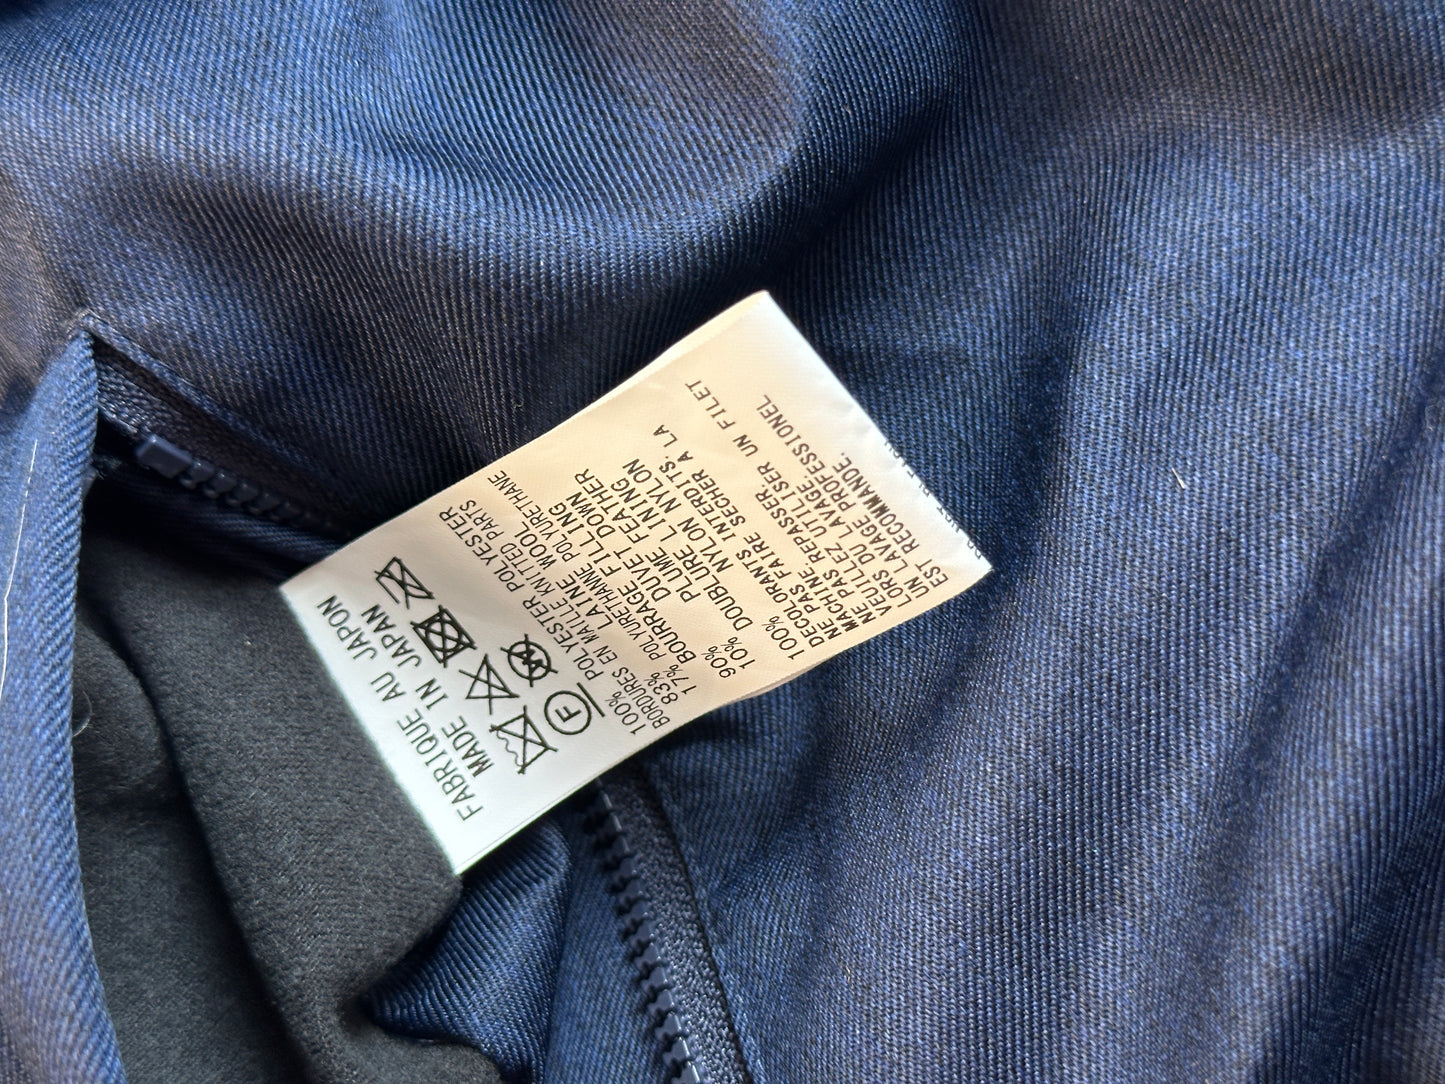 FABRIQUE AU JAPON
MADE IN JAPAN
F
100% POLYESTER POLYESTER
BORDURES EN MAILLE KNITTED PARTS
83% LAINE WOOL
17% POLYURETHANNE POLYURETHANE
BOURRAGE FILLING
90% DUVET DOWN
10% PLUME FEATHER
DOUBLURE LINING
100% NYLON NYLON
DECOLORANTS INTERDITS.
NE PAS FAIRE SECHER A LA
MACHINE.
NE PAS REPASSER
VEUILLEZ UTILISER UN FILET
LORS DU LAVAGE.
UN LAVAGE PROFESSIONEL
EST RECOMMANDE.